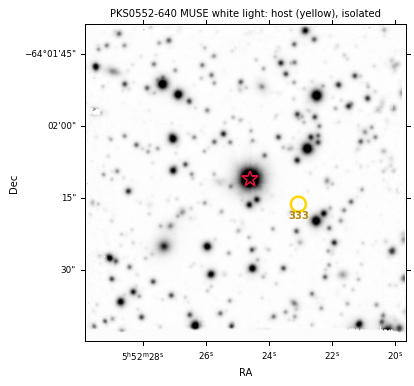 PKS0552-640 MUSE white light: host (yellow), isolated
−64°01'45"
02'00"
15"
30"
Dec
333
5ʰ52ᵐ28ˢ 26ˢ 24ˢ 22ˢ 20ˢ
RA